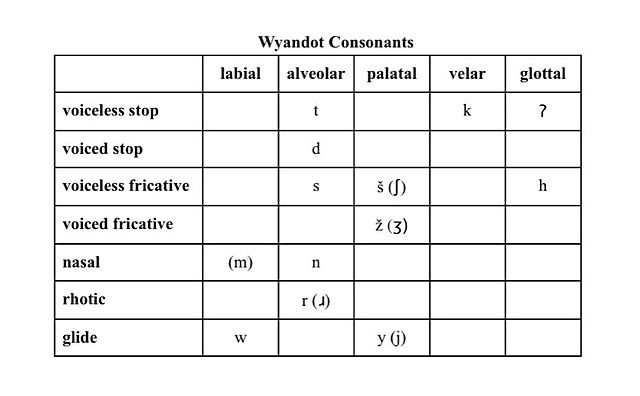 Wyandot Consonants
labial alveolar palatal velar glottal
voiceless stop t k ʔ
voiced stop d
voiceless fricative s š (ʃ) h
voiced fricative ž (ʒ)
nasal (m) n
rhotic r (ɹ)
glide w y (j)